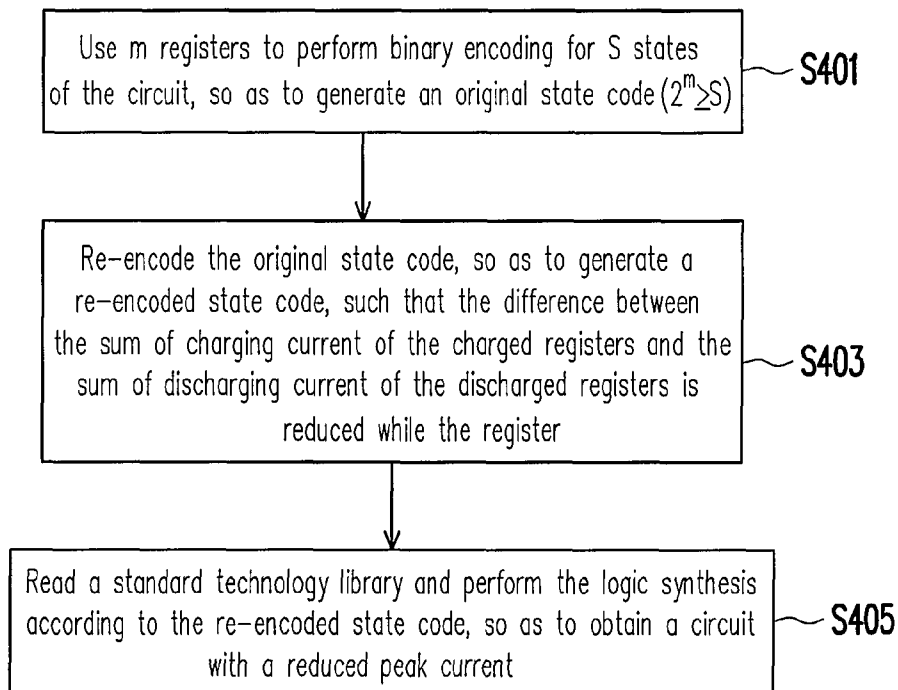 Use m registers to perform binary encoding for S states
of the circuit, so as to generate an original state code (2^m≥S)
S401
Re-encode the original state code, so as to generate a
re-encoded state code, such that the difference between
the sum of charging current of the charged registers and the
sum of discharging current of the discharged registers is
reduced while the register
S403
Read a standard technology library and perform the logic synthesis
according to the re-encoded state code, so as to obtain a circuit
with a reduced peak current
S405